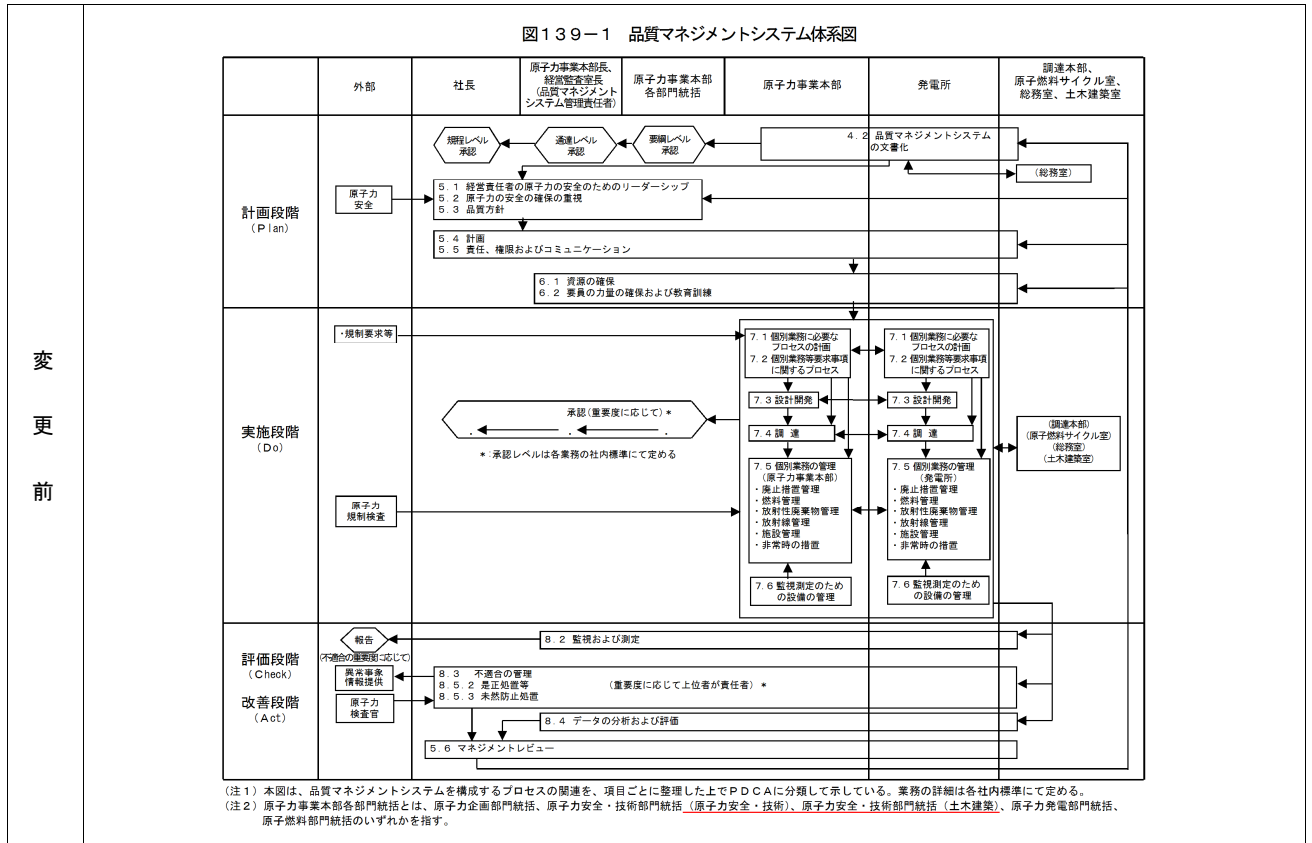 図139-1 品質マネジメントシステム体系図
変
更
前
外部
社長
原子力事業本部長、
経営監査室長
(品質マネジメント
システム管理責任者)
原子力事業本部
各部門統括
原子力事業本部
発電所
調達本部、
原子燃料サイクル室、
総務室、土木建築室
計画段階
(Plan)
規程レベル
承認
通達レベル
承認
要綱レベル
承認
4.2 品質マネジメントシステム
の文書化
(総務室)
原子力
安全
5.1 経営責任者の原子力の安全のためのリーダーシップ
5.2 原子力の安全の確保の重視
5.3 品質方針
5.4 計画
5.5 責任、権限およびコミュニケーション
6.1 資源の確保
6.2 要員の力量の確保および教育訓練
実施段階
(Do)
・規制要求等
7.1 個別業務に必要な
プロセスの計画
7.2 個別業務等要求事項
に関するプロセス
7.1 個別業務に必要な
プロセスの計画
7.2 個別業務等要求事項
に関するプロセス
7.3 設計開発
7.3 設計開発
承認(重要度に応じて)*
*:承認レベルは各業務の社内標準にて定める
7.4 調 達
7.4 調 達
(調達本部)
(原子燃料サイクル室)
(総務室)
(土木建築室)
原子力
規制検査
7.5 個別業務の管理
(原子力事業本部)
・廃止措置管理
・燃料管理
・放射性廃棄物管理
・放射線管理
・施設管理
・非常時の措置
7.5 個別業務の管理
(発電所)
・廃止措置管理
・燃料管理
・放射性廃棄物管理
・放射線管理
・施設管理
・非常時の措置
7.6 監視測定のため
の設備の管理
7.6 監視測定のため
の設備の管理
評価段階
(Check)
改善段階
(Act)
報告
(不適合の重要度に応じて)
異常事象
情報提供
原子力
検査官
8.2 監視および測定
8.3 不適合の管理
8.5.2 是正処置等 (重要度に応じて上位者が責任者)*
8.5.3 未然防止処置
8.4 データの分析および評価
5.6 マネジメントレビュー
(注1)本図は、品質マネジメントシステムを構成するプロセスの関連を、項目ごとに整理した上でPDCAに分類して示している。業務の詳細は各社内標準にて定める。
(注2)原子力事業本部各部門統括とは、原子力企画部門統括、原子力安全・技術部門統括(原子力安全・技術)、原子力安全・技術部門統括(土木建築)、原子力発電部門統括、
原子燃料部門統括のいずれかを指す。